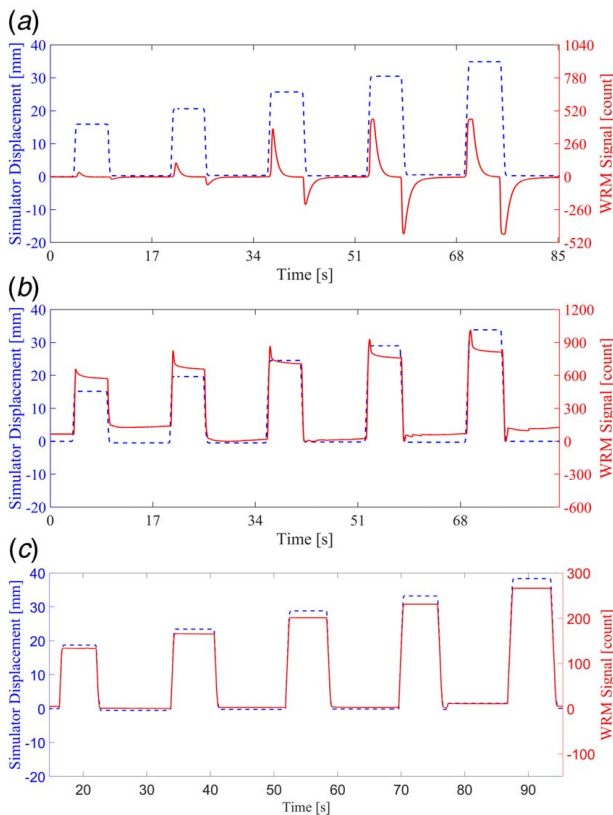 (a)
Simulator Displacement [mm]
40
30
20
10
0
-10
-20
1040
780
520
260
0
-260
-520
WRM Signal [count]
0 17 34 51 68 85
Time [s]
(b)
Simulator Displacement [mm]
40
30
20
10
0
-10
-20
1200
900
600
300
0
-300
-600
WRM Signal [count]
0 17 34 51 68
Time [s]
(c)
Simulator Displacement [mm]
40
30
20
10
0
-10
-20
300
200
100
0
-100
WRM Signal [count]
20 30 40 50 60 70 80 90
Time [s]